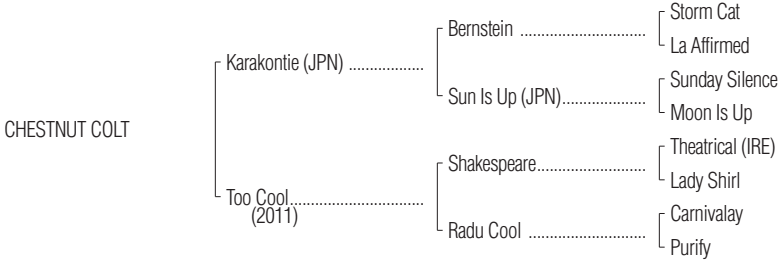 Storm Cat
Bernstein ..............................
La Affirmed
Karakontie (JPN) ..................
Sunday Silence
Sun Is Up (JPN)....................
Moon Is Up
CHESTNUT COLT
Theatrical (IRE)
Shakespeare..........................
Lady Shirl
Too Cool................................
(2011)
Carnivalay
Radu Cool ............................
Purify